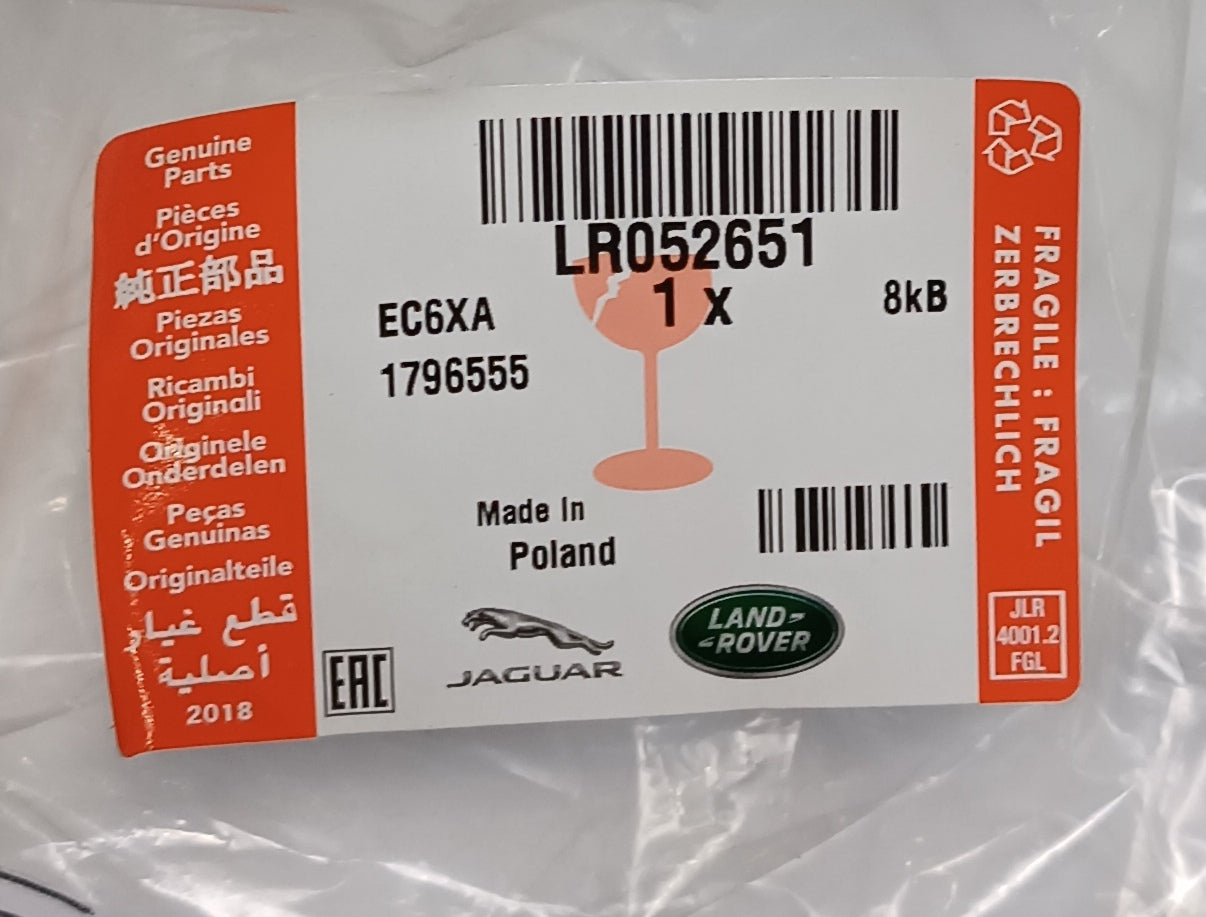 Genuine
Parts
Pièces
d'Origine
純正部品
Piezas
Originales
Ricambi
Originali
Originele
Onderdelen
Peças
Genuinas
Originalteile
قطع غيار
أصلية
2018
LR052651
1 x
8kB
EC6XA
1796555
Made In
Poland
EAC
JAGUAR
LAND-
-ROVER
FRAGILE : FRAGIL
ZERBRECHLICH
JLR
4001.2
FGL